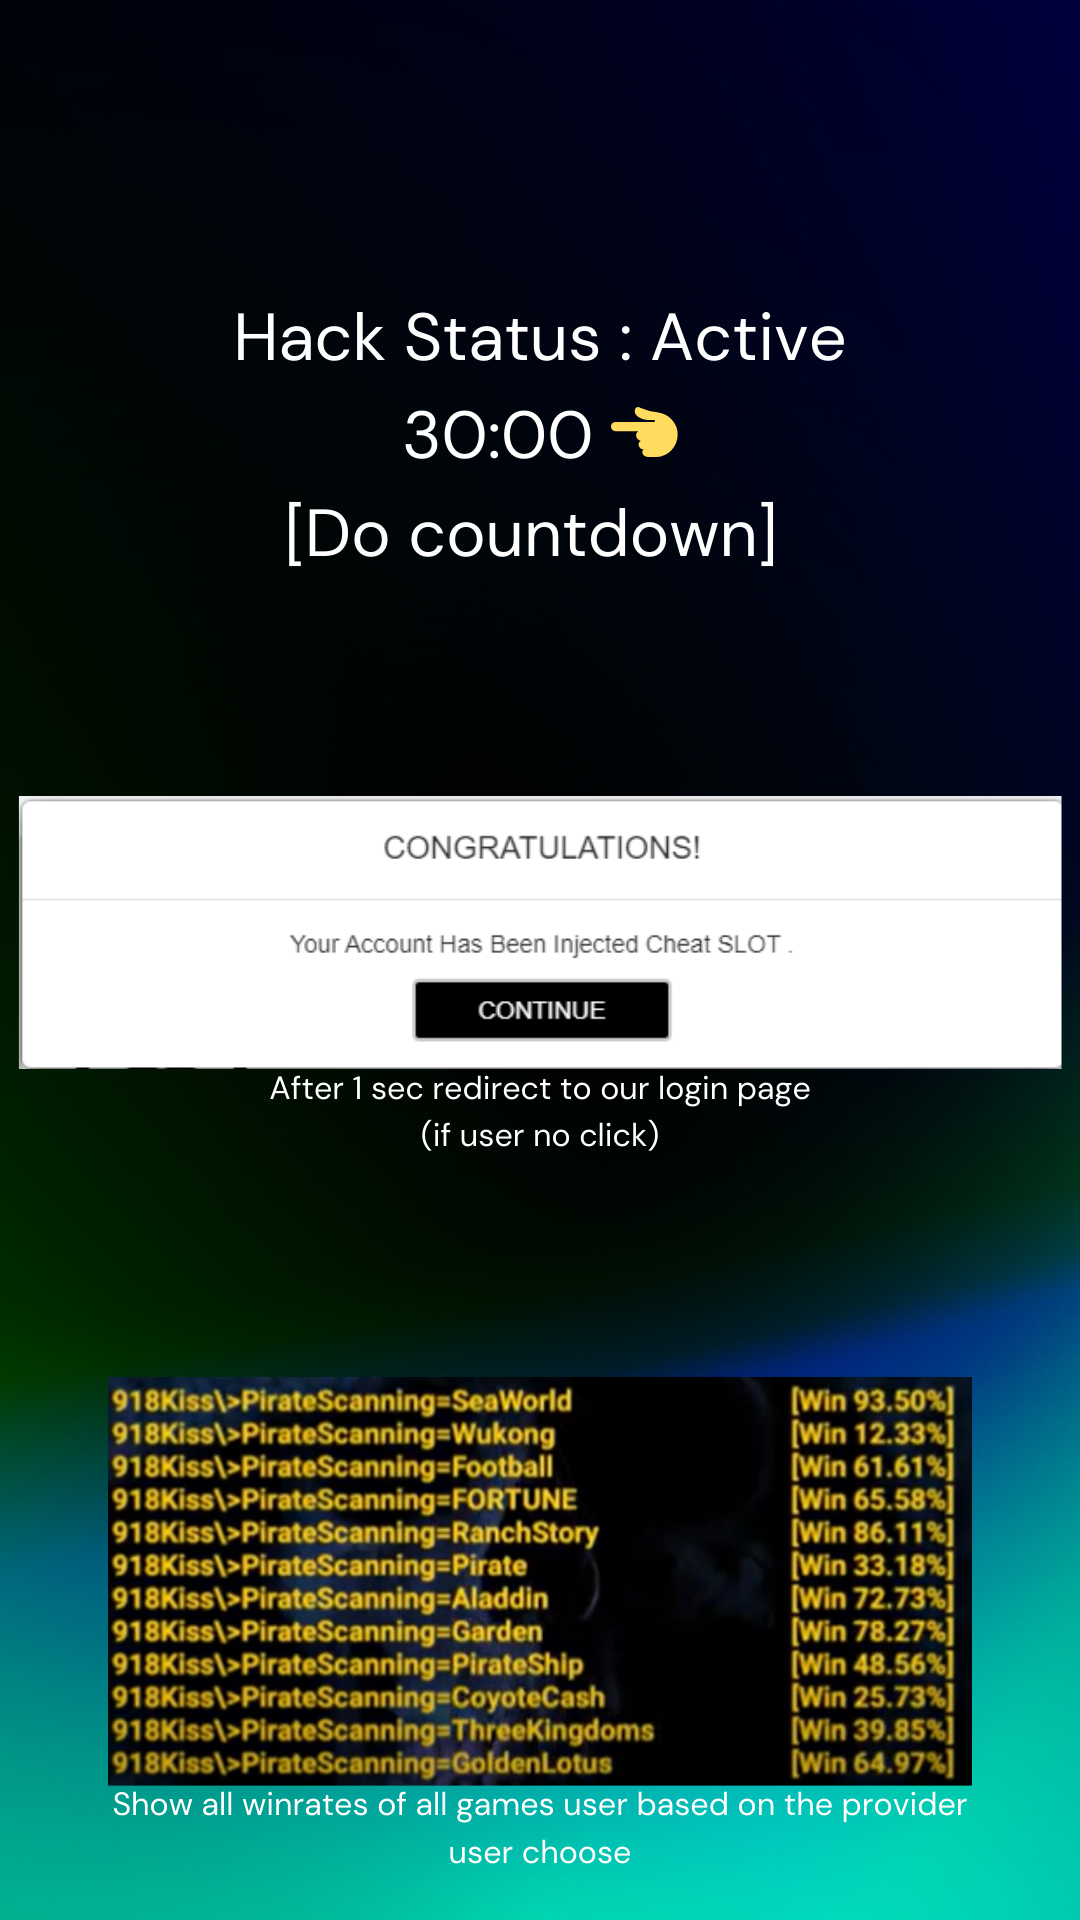 Hack Status : Active
30:00 👈
[Do countdown]
CONGRATULATIONS!
Your Account Has Been Injected Cheat SLOT .
CONTINUE
After 1 sec redirect to our login page
(if user no click)
918Kiss\>PirateScanning=SeaWorld [Win 93.50%]
918Kiss\>PirateScanning=Wukong [Win 12.33%]
918Kiss\>PirateScanning=Football [Win 61.61%]
918Kiss\>PirateScanning=FORTUNE [Win 65.58%]
918Kiss\>PirateScanning=RanchStory [Win 86.11%]
918Kiss\>PirateScanning=Pirate [Win 33.18%]
918Kiss\>PirateScanning=Aladdin [Win 72.73%]
918Kiss\>PirateScanning=Garden [Win 78.27%]
918Kiss\>PirateScanning=PirateShip [Win 48.56%]
918Kiss\>PirateScanning=CoyoteCash [Win 25.73%]
918Kiss\>PirateScanning=ThreeKingdoms [Win 39.85%]
918Kiss\>PirateScanning=GoldenLotus [Win 64.97%]
Show all winrates of all games user based on the provider
user choose